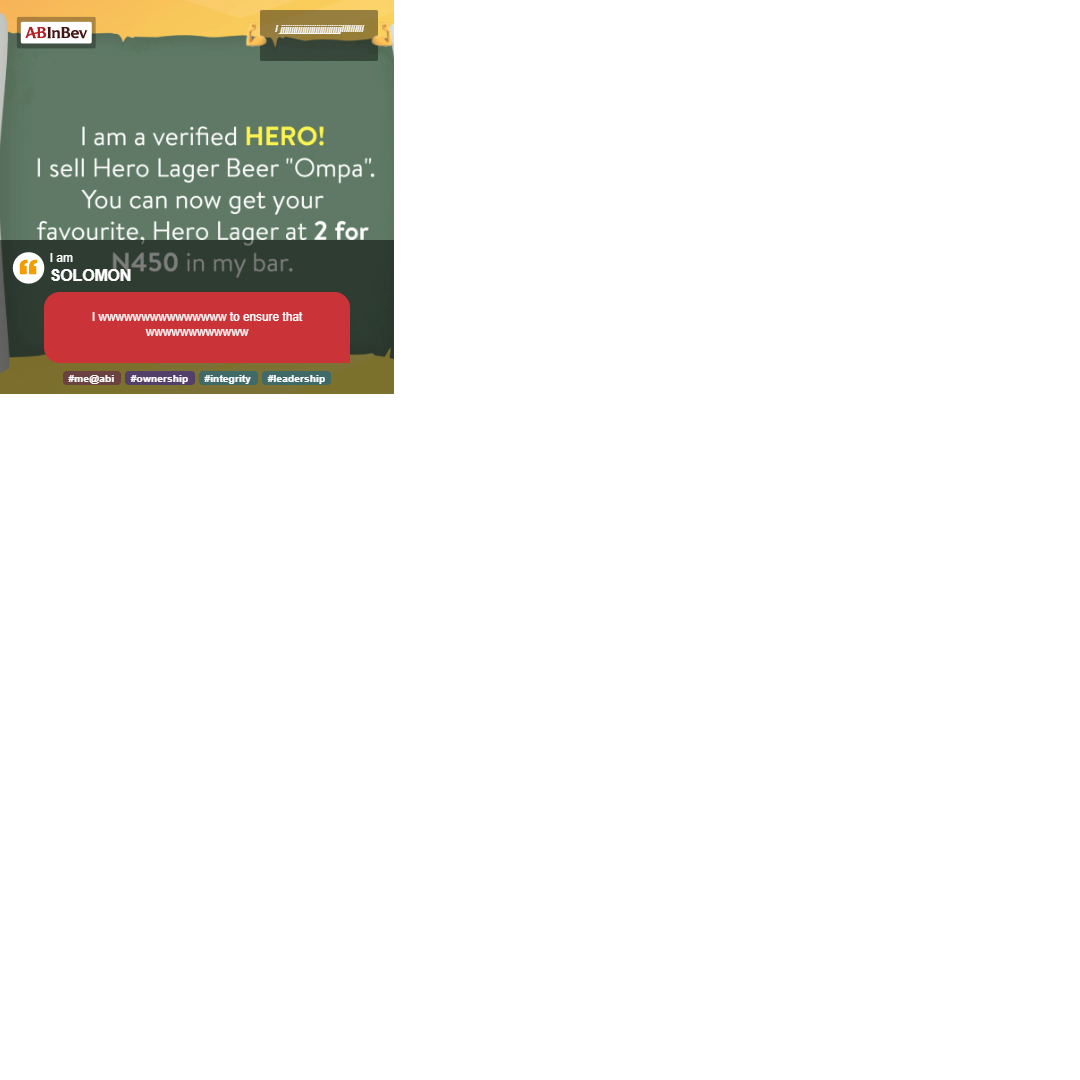 ABInBev
I am a verified HERO!
I sell Hero Lager Beer "Ompa".
You can now get your
favourite, Hero Lager at 2 for
N450 in my bar.
I am
SOLOMON
I wwwwwwwwwwwwwww to ensure that
wwwwwwwwwwww
#me@abi #ownership #integrity #leadership